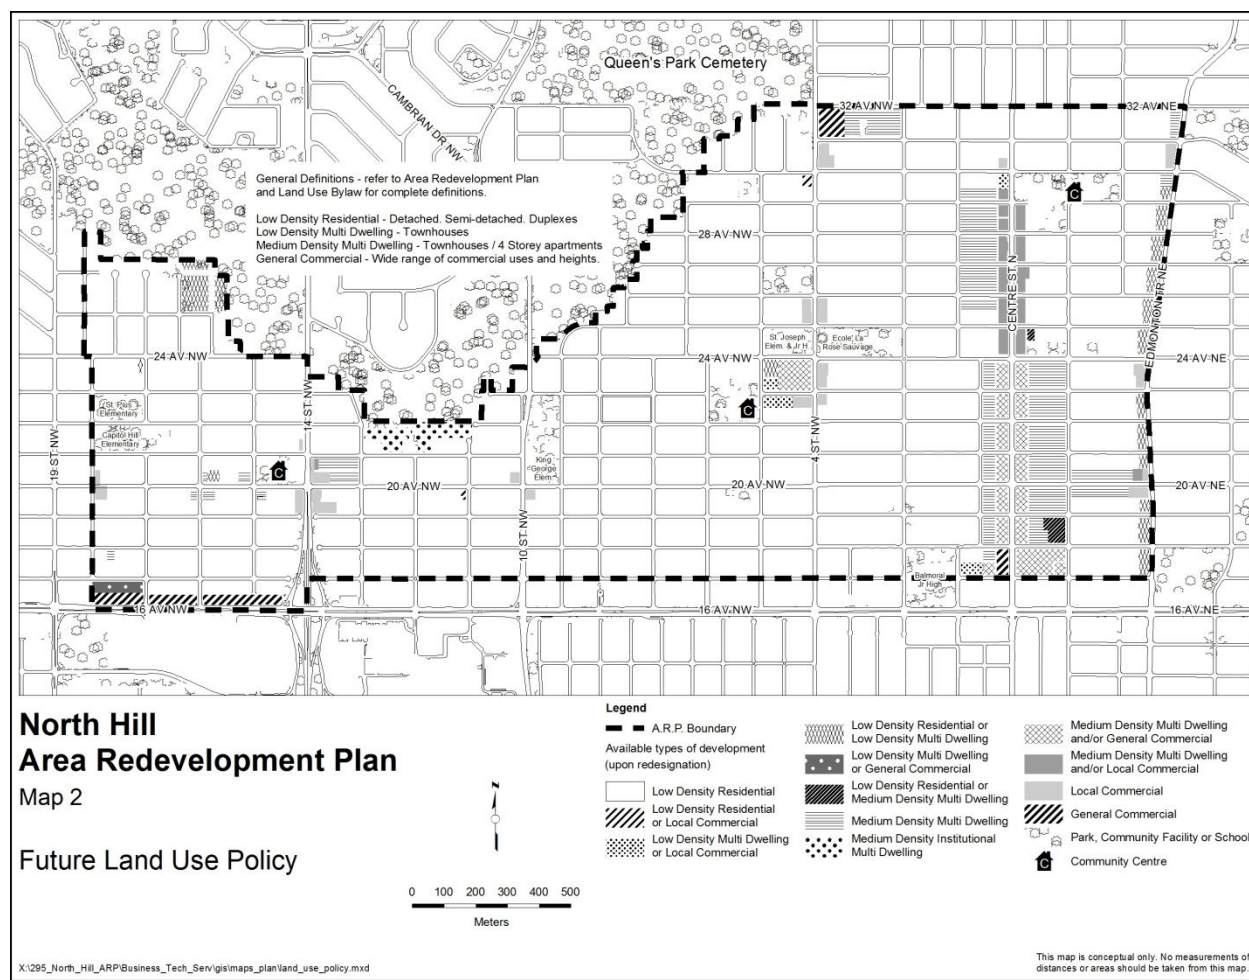 Queen's Park Cemetery
CAMBRIAN DR NW
32 AV NW
32 AV NE
General Definitions - refer to Area Redevelopment Plan
and Land Use Bylaw for complete definitions.
Low Density Residential - Detached. Semi-detached. Duplexes
Low Density Multi Dwelling - Townhouses
Medium Density Multi Dwelling - Townhouses / 4 Storey apartments
General Commercial - Wide range of commercial uses and heights.
C
28 AV NW
CENTRE ST N
EDMONTON TR NE
24 AV NW
24 AV NW
St. Joseph
Elem. & Jr H.
Ecole La
Rose Sauvage
24 AV NE
14 ST NW
St. Pius
Elementary
C
4 ST NW
19 ST NW
Capitol Hill
Elementary
C
King
George
Elem
20 AV NW
20 AV NW
20 AV NE
10 ST NW
Balmoral
Jr High
16 AV NW
16 AV NW
16 AV NE
North Hill
Area Redevelopment Plan
Map 2
Future Land Use Policy
N
0 100 200 300 400 500
Meters
Legend
A.R.P. Boundary
Available types of development
(upon redesignation)
Low Density Residential
Low Density Residential
or Local Commercial
Low Density Multi Dwelling
or Local Commercial
Low Density Residential or
Low Density Multi Dwelling
Low Density Multi Dwelling
or General Commercial
Low Density Residential or
Medium Density Multi Dwelling
Medium Density Multi Dwelling
Medium Density Institutional
Multi Dwelling
Medium Density Multi Dwelling
and/or General Commercial
Medium Density Multi Dwelling
and/or Local Commercial
Local Commercial
General Commercial
Park, Community Facility or School
C
Community Centre
X:\295_North_Hill_ARP\Business_Tech_Serv\gis\maps_plan\land_use_policy.mxd
This map is conceptual only. No measurements of
distances or areas should be taken from this map.